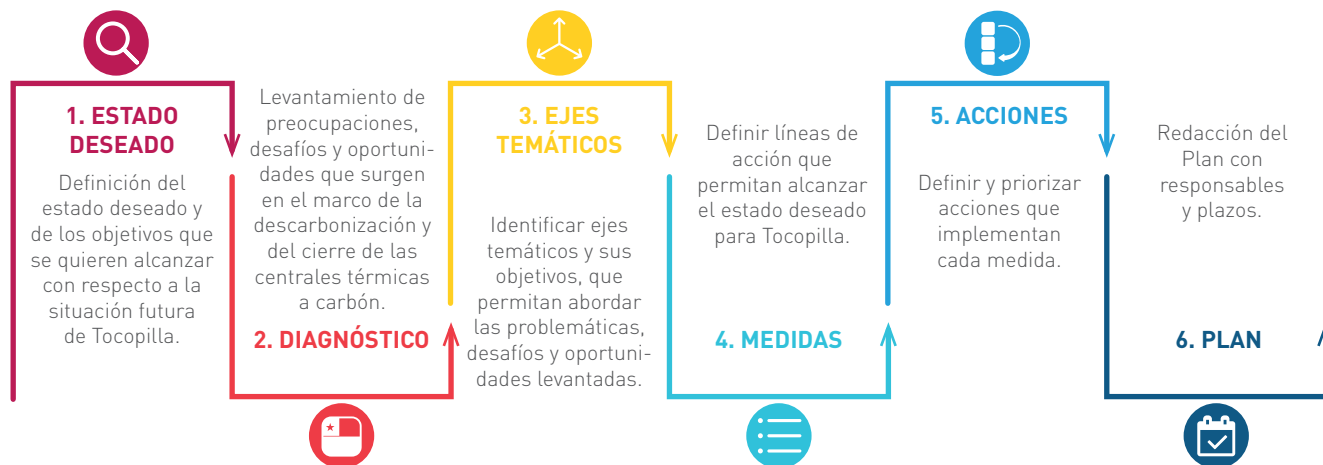 1. ESTADO
DESEADO
Definición del
estado deseado y
de los objetivos que
se quieren alcanzar
con respecto a la
situación futura
de Tocopilla.
Levantamiento de
preocupaciones,
desafíos y oportuni-
dades que surgen
en el marco de la
descarbonización y
del cierre de las
centrales térmicas
a carbón.
2. DIAGNÓSTICO
3. EJES
TEMÁTICOS
Identificar ejes
temáticos y sus
objetivos, que
permitan abordar
las problemáticas,
desafíos y oportuni-
dades levantadas.
Definir líneas de
acción que
permitan alcanzar
el estado deseado
para Tocopilla.
4. MEDIDAS
5. ACCIONES
Definir y priorizar
acciones que
implementan
cada medida.
Redacción del
Plan con
responsables
y plazos.
6. PLAN